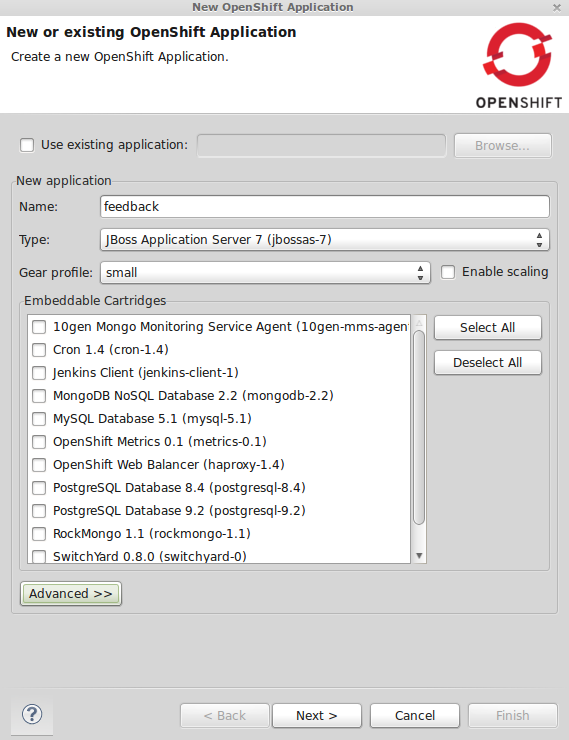 New OpenShift Application
New or existing OpenShift Application
Create a new OpenShift Application.
OPENSHIFT
Use existing application:
Browse...
New application
Name: feedback
Type: JBoss Application Server 7 (jbossas-7)
Gear profile: small Enable scaling
Embeddable Cartridges
10gen Mongo Monitoring Service Agent (10gen-mms-agent
Select All
Cron 1.4 (cron-1.4)
Jenkins Client (jenkins-client-1)
Deselect All
MongoDB NoSQL Database 2.2 (mongodb-2.2)
MySQL Database 5.1 (mysql-5.1)
OpenShift Metrics 0.1 (metrics-0.1)
OpenShift Web Balancer (haproxy-1.4)
PostgreSQL Database 8.4 (postgresql-8.4)
PostgreSQL Database 9.2 (postgresql-9.2)
RockMongo 1.1 (rockmongo-1.1)
SwitchYard 0.8.0 (switchyard-0)
Advanced >>
? < Back Next > Cancel Finish